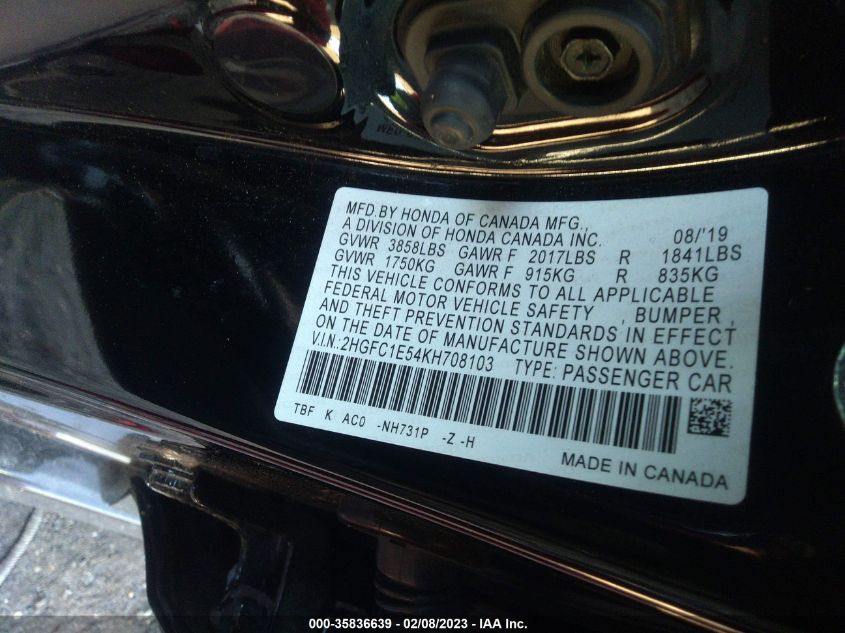 MFD. BY HONDA OF CANADA MFG.,
A DIVISION OF HONDA CANADA INC. 08/'19
GVWR 3858LBS GAWR F 2017LBS R 1841LBS
GVWR 1750KG GAWR F 915KG R 835KG
THIS VEHICLE CONFORMS TO ALL APPLICABLE
FEDERAL MOTOR VEHICLE SAFETY , BUMPER ,
AND THEFT PREVENTION STANDARDS IN EFFECT
ON THE DATE OF MANUFACTURE SHOWN ABOVE.
V.I.N.:2HGFC1E54KH708103 TYPE: PASSENGER CAR
TBF K AC0 -NH731P -Z -H
MADE IN CANADA
000-35836639 - 02/08/2023 - IAA Inc.